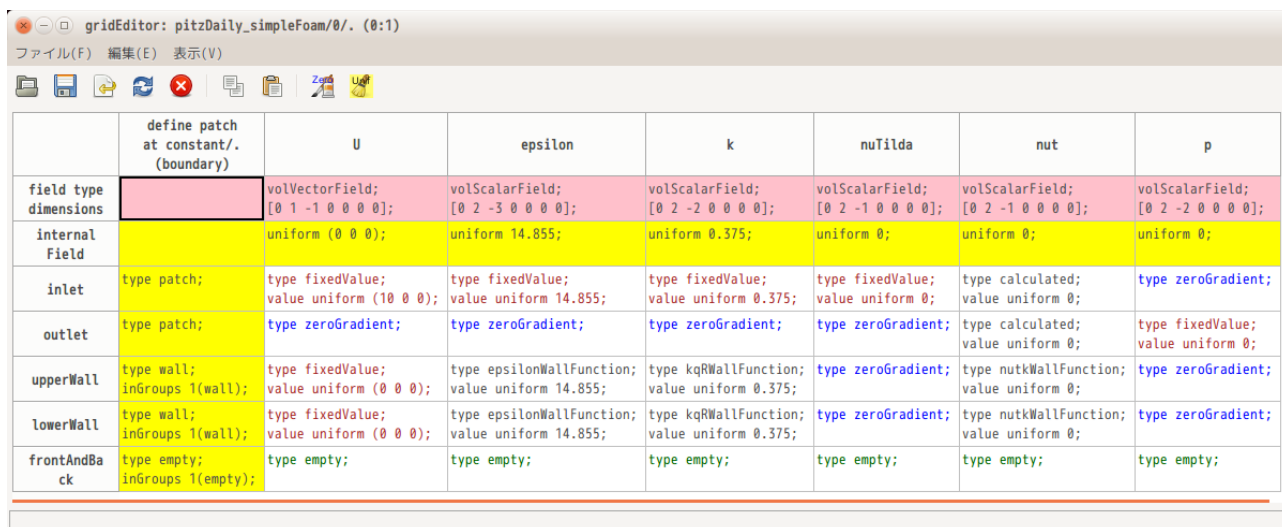 gridEditor: pitzDaily_simpleFoam/0/. (0:1)
ファイル(F) 編集(E) 表示(V)
Zero Unif
define patch
at constant/.
(boundary) U epsilon k nuTilda nut p
field type volVectorField; volScalarField; volScalarField; volScalarField; volScalarField; volScalarField;
dimensions [0 1 -1 0 0 0 0]; [0 2 -3 0 0 0 0]; [0 2 -2 0 0 0 0]; [0 2 -1 0 0 0 0]; [0 2 -1 0 0 0 0]; [0 2 -2 0 0 0 0];
internal uniform (0 0 0); uniform 14.855; uniform 0.375; uniform 0; uniform 0; uniform 0;
Field
inlet type patch; type fixedValue; type fixedValue; type fixedValue; type fixedValue; type calculated; type zeroGradient;
value uniform (10 0 0); value uniform 14.855; value uniform 0.375; value uniform 0; value uniform 0;
outlet type patch; type zeroGradient; type zeroGradient; type zeroGradient; type zeroGradient; type calculated; type fixedValue;
value uniform 0; value uniform 0;
upperWall type wall; type fixedValue; type epsilonWallFunction; type kqRWallFunction; type zeroGradient; type nutkWallFunction; type zeroGradient;
inGroups 1(wall); value uniform (0 0 0); value uniform 14.855; value uniform 0.375; value uniform 0;
lowerWall type wall; type fixedValue; type epsilonWallFunction; type kqRWallFunction; type zeroGradient; type nutkWallFunction; type zeroGradient;
inGroups 1(wall); value uniform (0 0 0); value uniform 14.855; value uniform 0.375; value uniform 0;
frontAndBa type empty; type empty; type empty; type empty; type empty; type empty; type empty;
ck inGroups 1(empty);